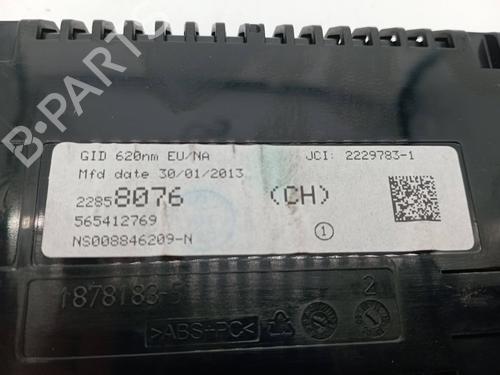 B-PARTS
GID 620nm EU/NA JCI: 2229783-1
Mfd date 30/01/2013
22858076 (CH)
565412769
1
NS008846209-N
1878183-5 2
>ABS+PC<